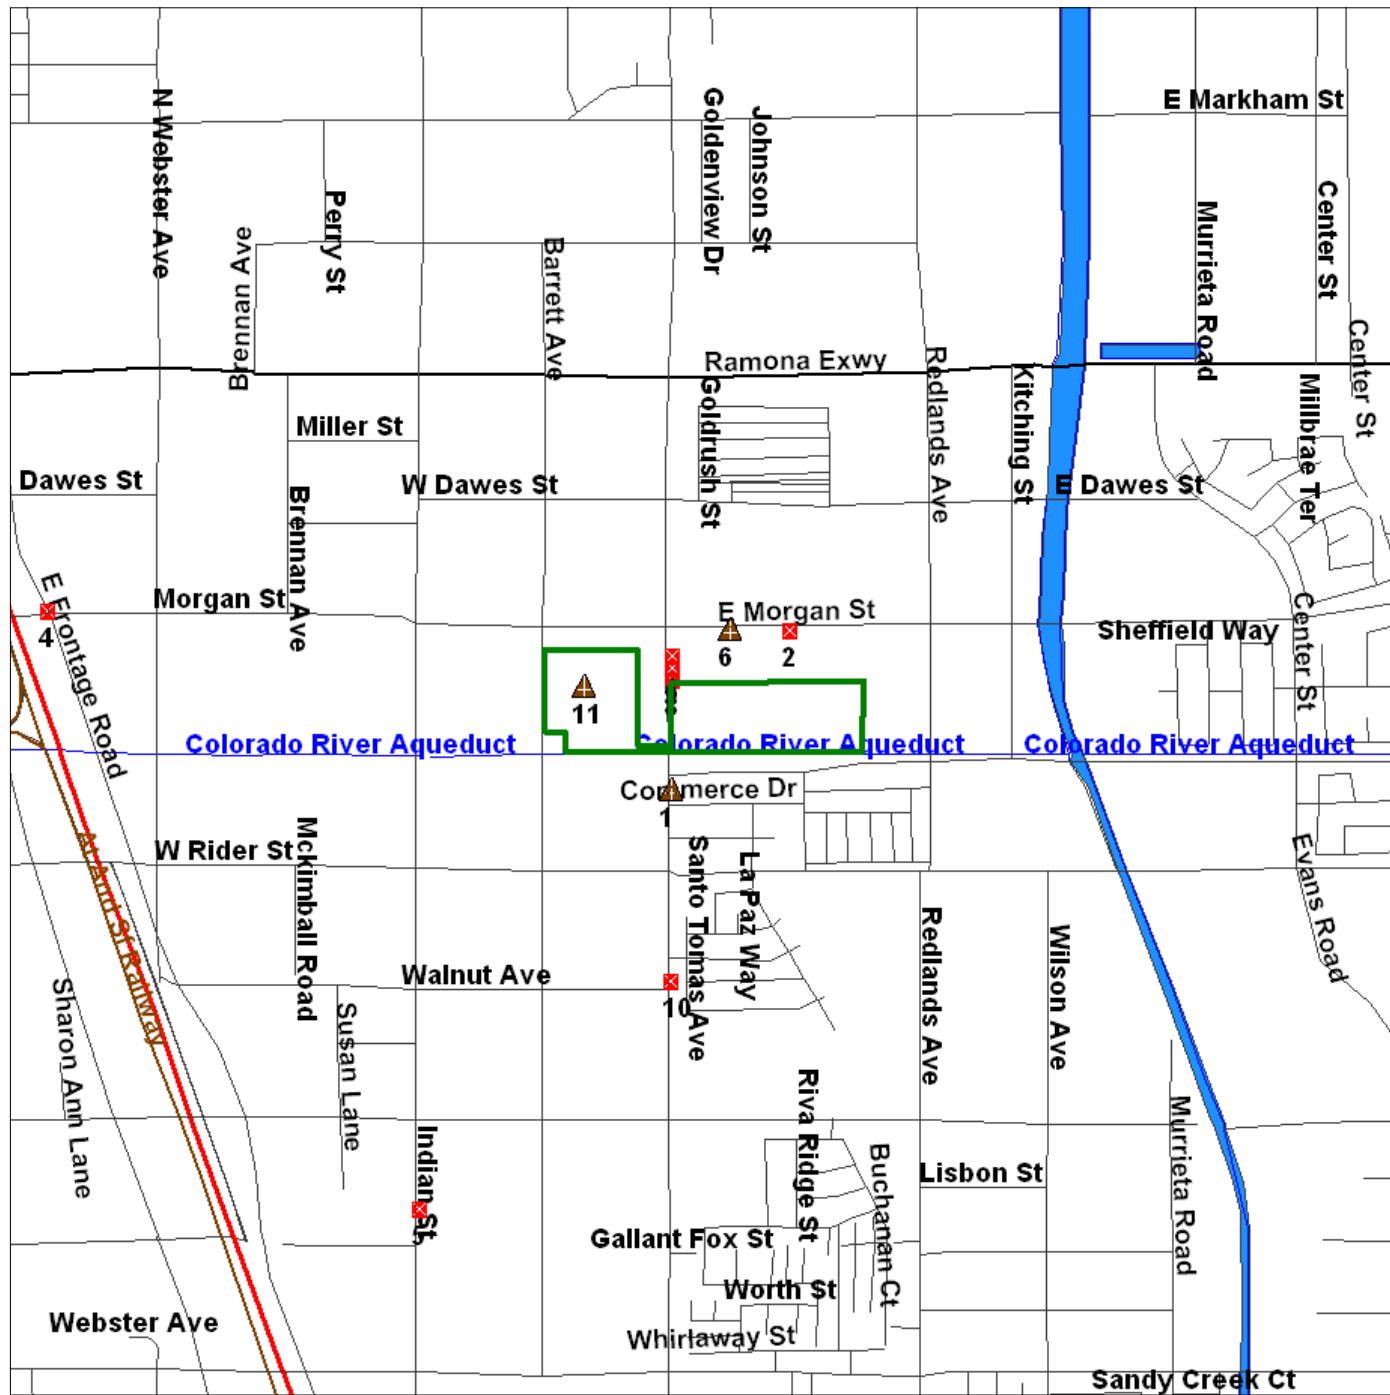 E Markham St
N Webster Ave
Goldenview Dr
Johnson St
Perry St
Center St
Murrieta Road
Brennan Ave
Barrett Ave
Center St
Ramona Exwy
Redlands Ave
Kitching St
Goldrush St
Millbrae Ter
Miller St
Dawes St
W Dawes St
E Dawes St
Brennan Ave
E Frontage Road
Morgan St
E Morgan St
Center St
Sheffield Way
4
6
2
11
Colorado River Aqueduct
Colorado River Aqueduct
Colorado River Aqueduct
Commerce Dr
1
At And Sf Railway
W Rider St
Mckimball Road
Santo Tomas Ave
La Paz Way
Evans Road
Redlands Ave
Wilson Ave
Walnut Ave
10
Sharon Ann Lane
Susan Lane
Riva Ridge St
Murrieta Road
Indian St
Buchanan Ct
Lisbon St
Gallant Fox St
Worth St
Webster Ave
Whirlaway St
Sandy Creek Ct